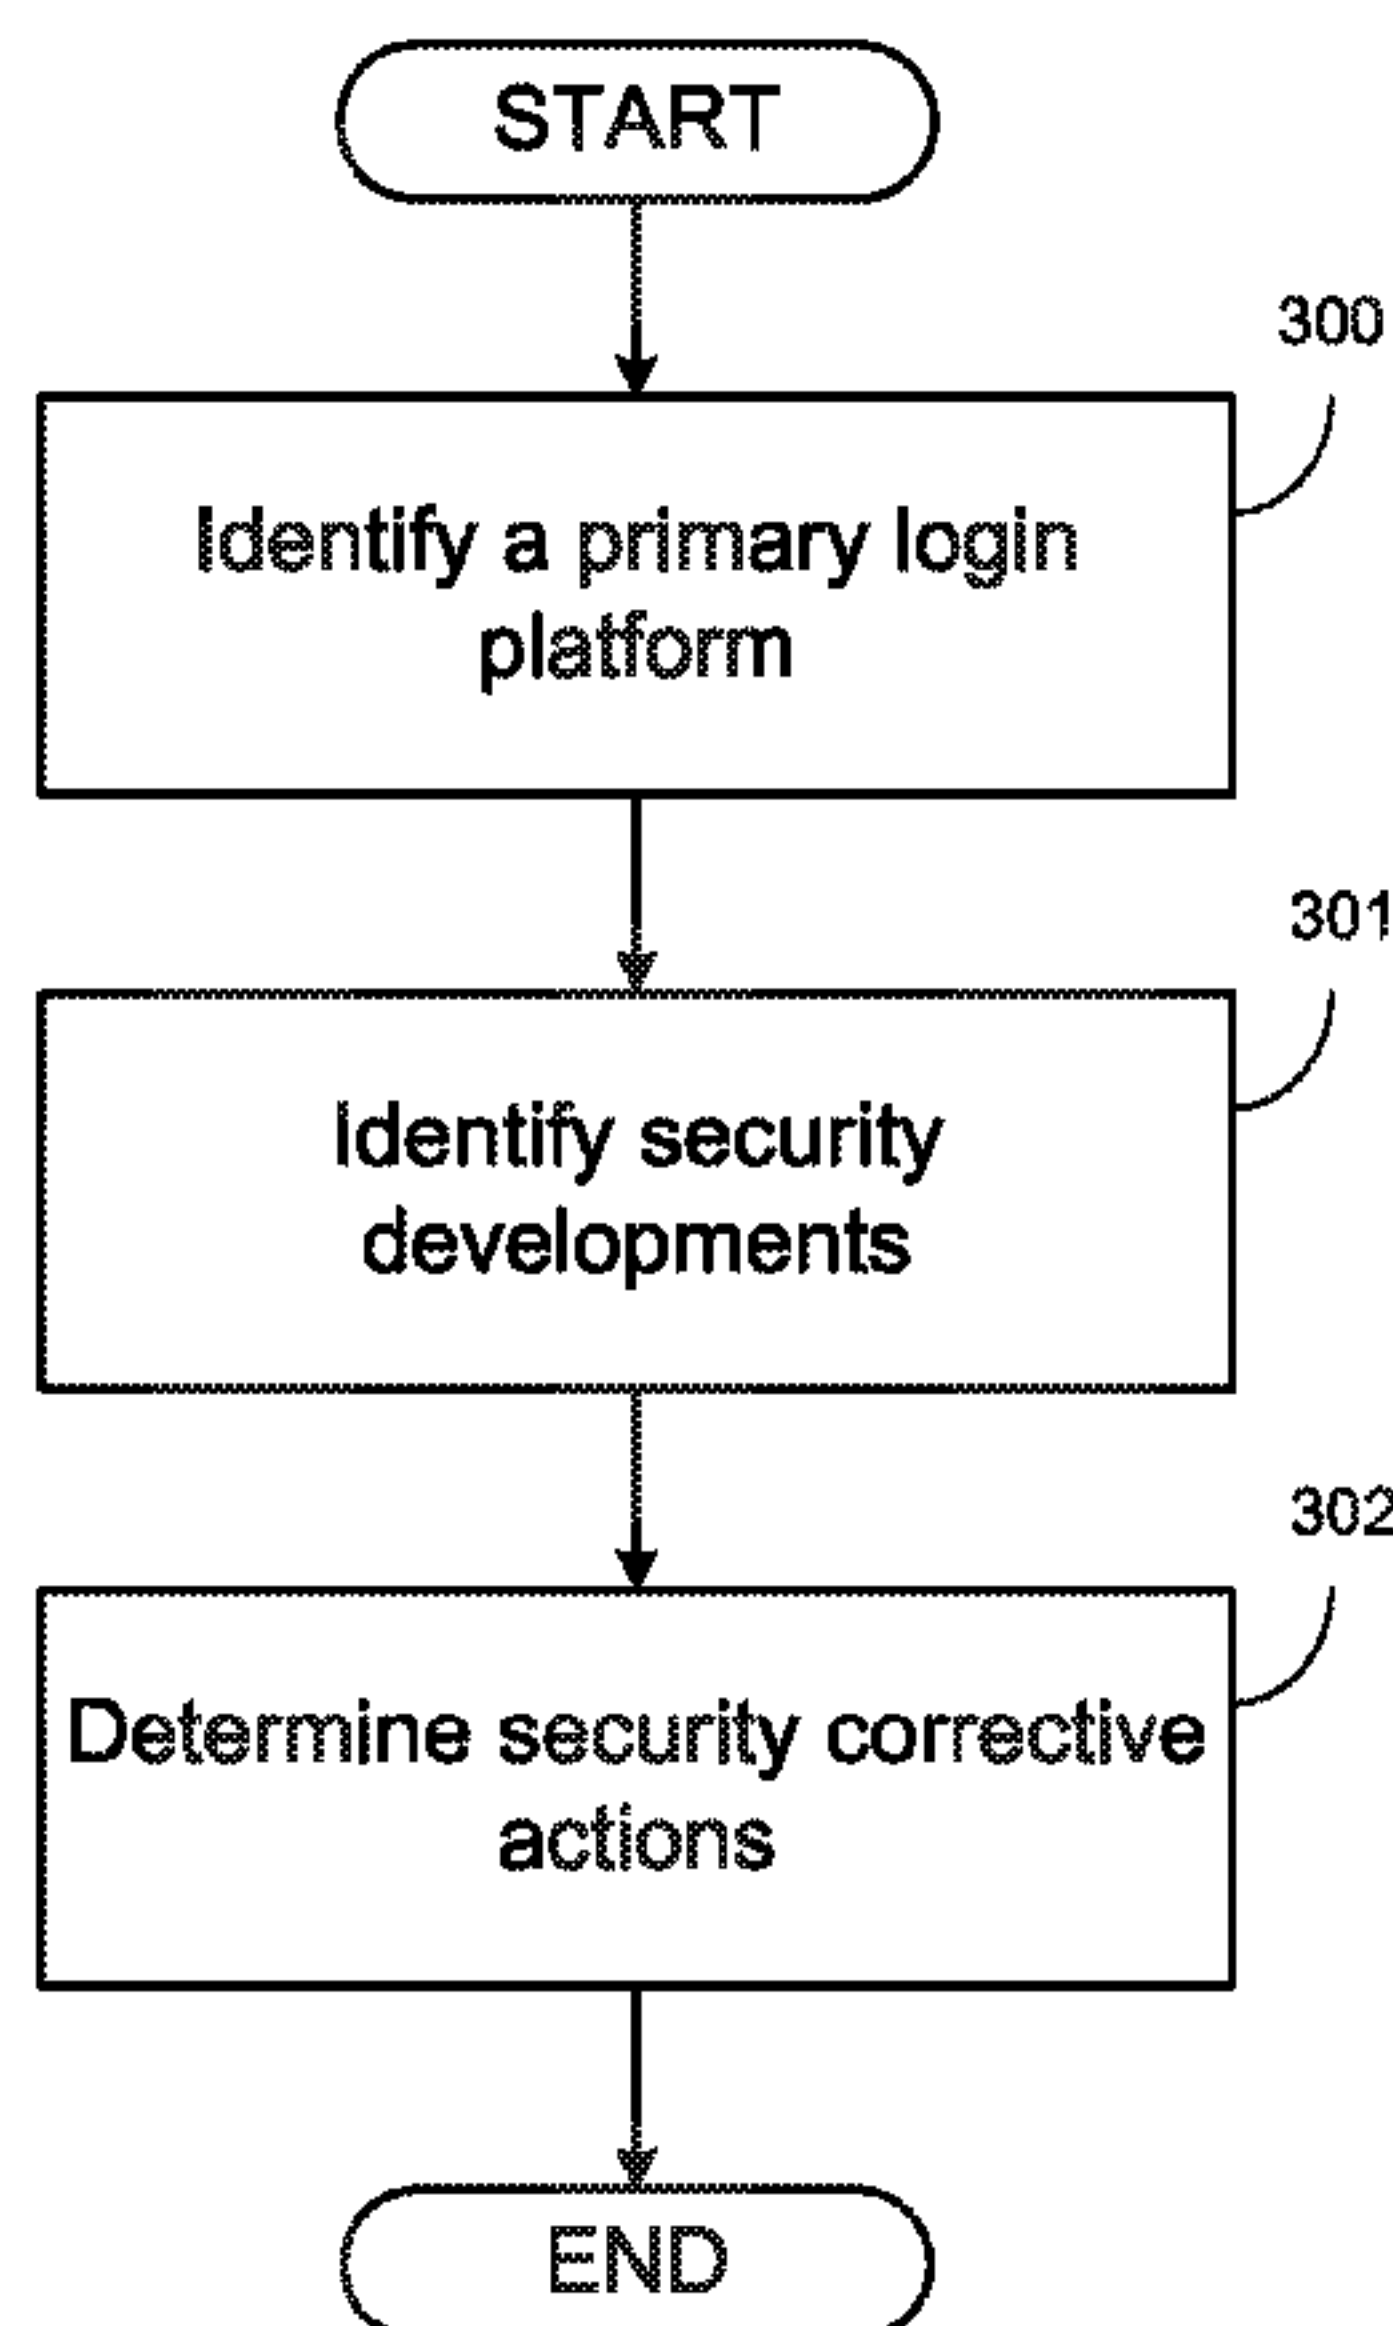 START
300
Identify a primary login
platform
301
Identify security
developments
302
Determine security corrective
actions
END